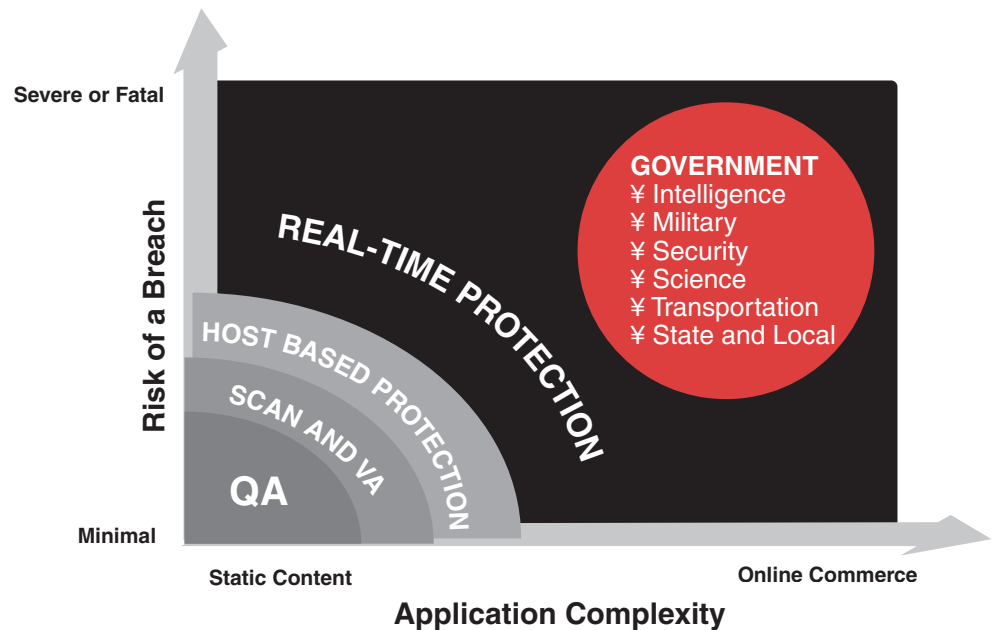 Severe or Fatal
Risk of a Breach
Minimal
REAL-TIME PROTECTION
HOST BASED PROTECTION
SCAN AND VA
QA
GOVERNMENT
¥ Intelligence
¥ Military
¥ Security
¥ Science
¥ Transportation
¥ State and Local
Static Content
Online Commerce
Application Complexity